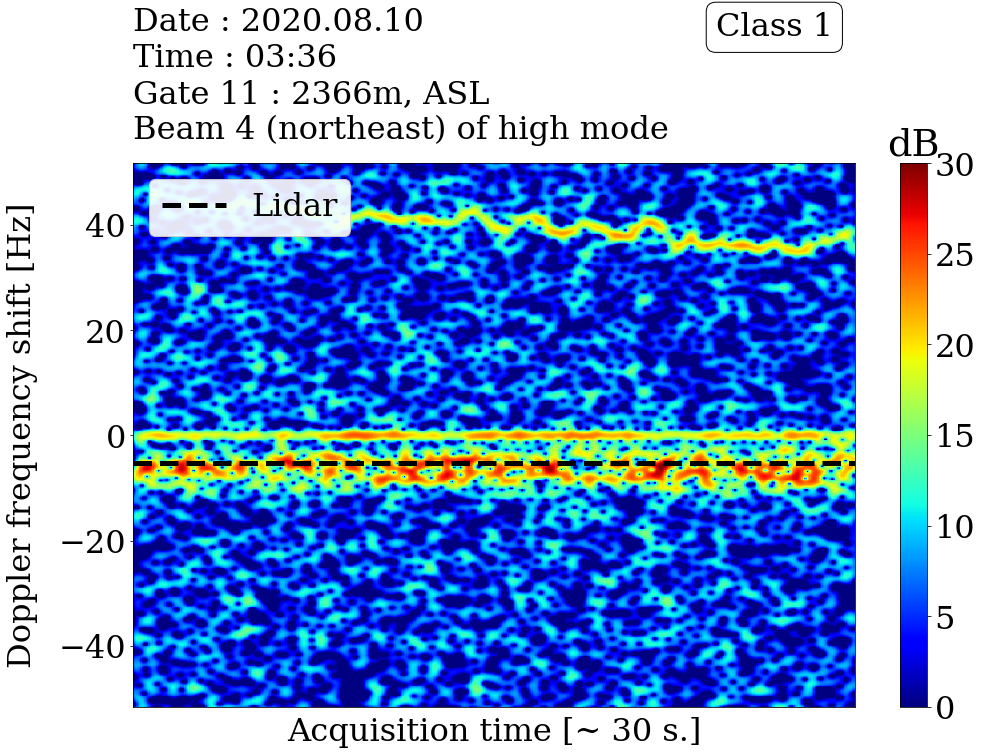 Date : 2020.08.10
Time : 03:36
Gate 11 : 2366m, ASL
Beam 4 (northeast) of high mode
Class 1
dB
Lidar
Doppler frequency shift [Hz]
40
20
0
−20
−40
Acquisition time [~ 30 s.]
30
25
20
15
10
5
0